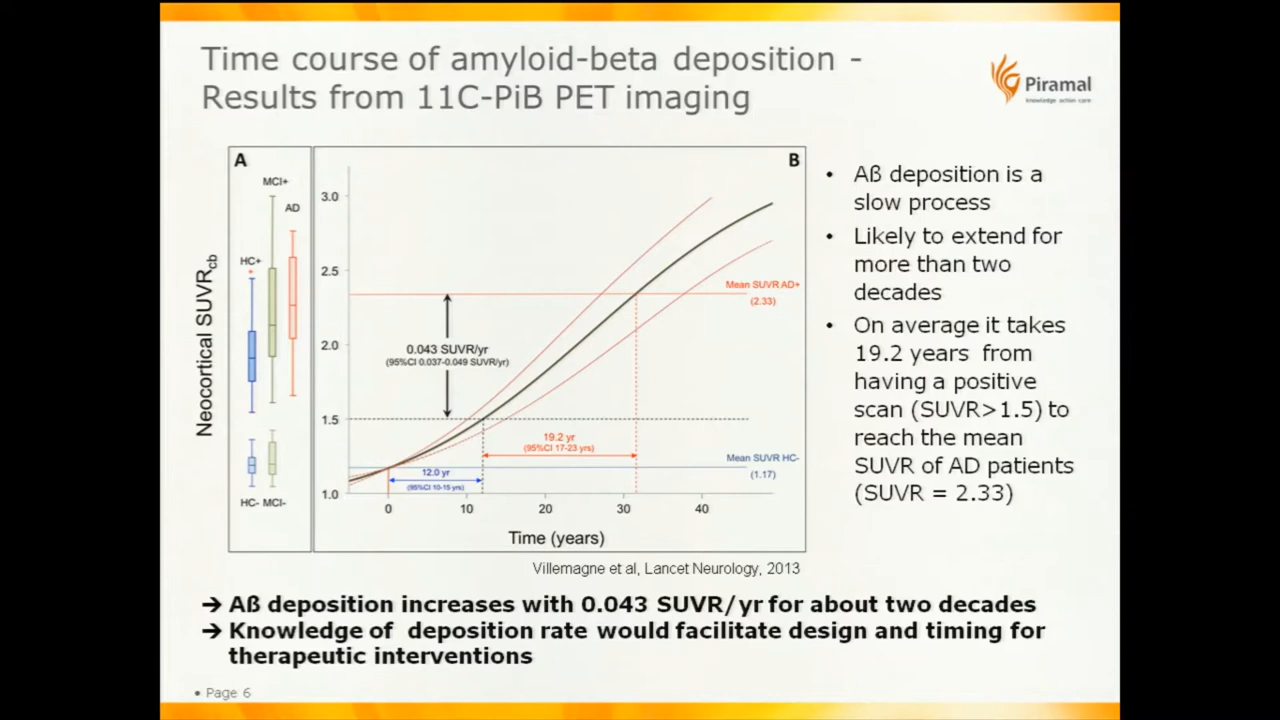 Time course of amyloid-beta deposition -
Results from 11C-PiB PET imaging
Piramal
knowledge action care
A
MCI+
AD
HC+
HC- MCI-
Neocortical SUVRcb
B
3.0
2.5
2.0
1.5
1.0
Mean SUVR AD+
(2.33)
0.043 SUVR/yr
(95%CI 0.037-0.049 SUVR/yr)
19.2 yr
(95%CI 17-23 yrs)
Mean SUVR HC-
(1.17)
12.0 yr
(95%CI 10-15 yrs)
0 10 20 30 40
Time (years)
Villemagne et al, Lancet Neurology, 2013
• Aß deposition is a
slow process
• Likely to extend for
more than two
decades
• On average it takes
19.2 years from
having a positive
scan (SUVR>1.5) to
reach the mean
SUVR of AD patients
(SUVR = 2.33)
➔ Aß deposition increases with 0.043 SUVR/yr for about two decades
➔ Knowledge of deposition rate would facilitate design and timing for
therapeutic interventions
• Page 6